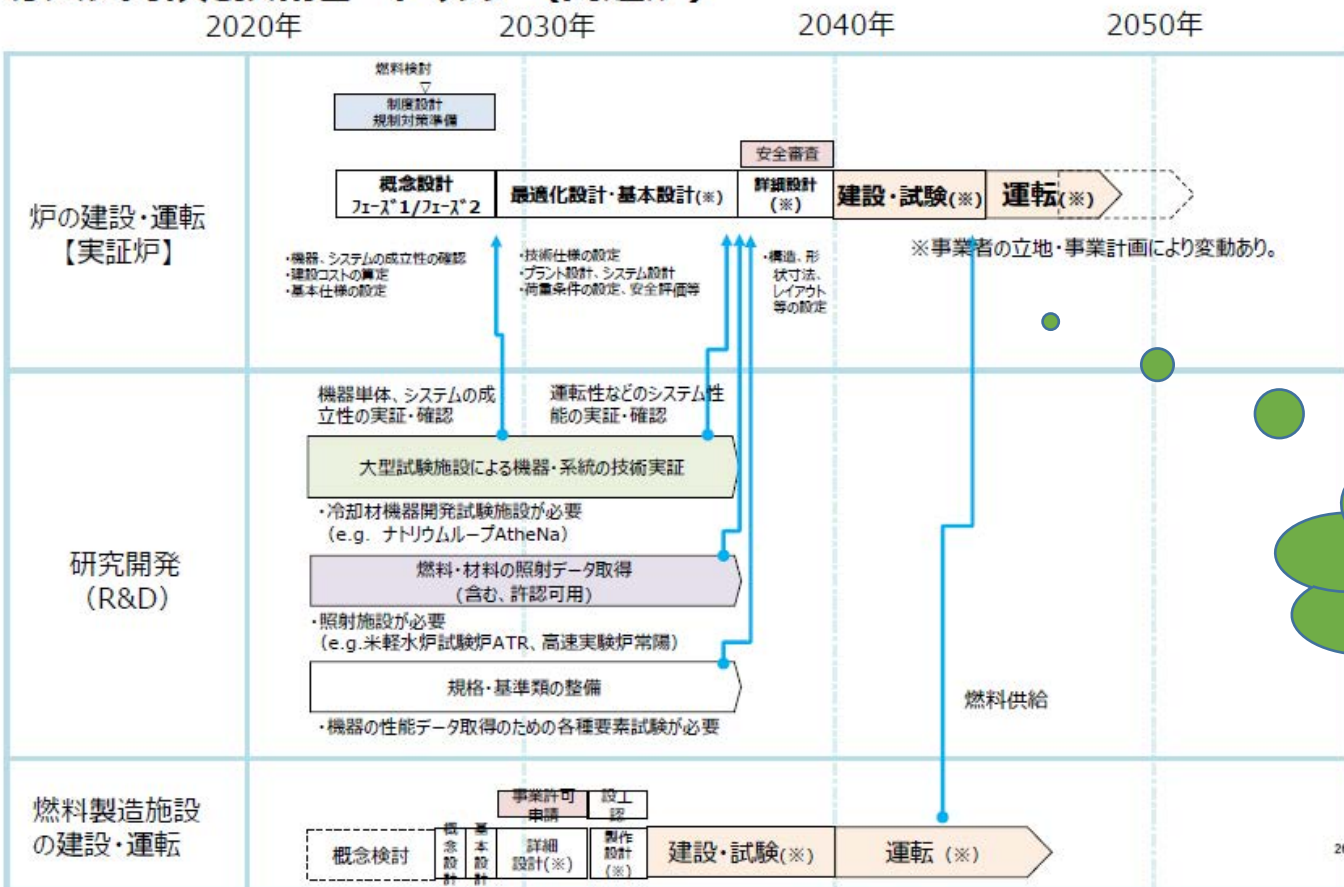 2020年
2030年
2040年
2050年
炉の建設・運転
【実証炉】
燃料検討
▽
制度設計
規制対策準備
安全審査
概念設計
フェーズ1/フェーズ2
最適化設計・基本設計(※)
詳細設計
(※)
建設・試験(※)
運転(※)
・機器、システムの成立性の確認
・建設コストの算定
・基本仕様の設定
・技術仕様の設定
・プラント設計、システム設計
・荷重条件の設定、安全評価等
・構造、形
状寸法、
レイアウト
等の設定
※事業者の立地・事業計画により変動あり。
研究開発
(R&D)
機器単体、システムの成
立性の実証・確認
運転性などのシステム性
能の実証・確認
大型試験施設による機器・系統の技術実証
・冷却材機器開発試験施設が必要
(e.g. ナトリウムループAtheNa)
燃料・材料の照射データ取得
(含む、許認可用)
・照射施設が必要
(e.g.米軽水炉試験炉ATR、高速実験炉常陽)
規格・基準類の整備
・機器の性能データ取得のための各種要素試験が必要
燃料供給
燃料製造施設
の建設・運転
事業許可
申請
設工
認
概念検討
概念設計
基本設計
詳細
設計(※)
製作
設計
(※)
建設・試験(※)
運転 (※)